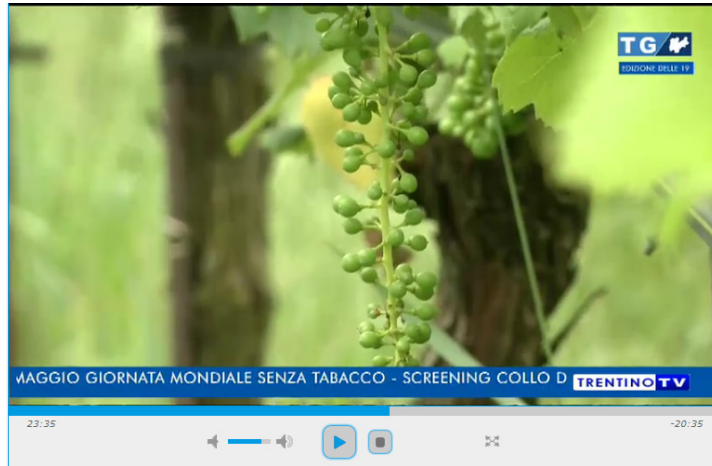 TG
EDIZIONE DELLE 19
MAGGIO GIORNATA MONDIALE SENZA TABACCO - SCREENING COLLO D
TRENTINO TV
23:35
-20:35